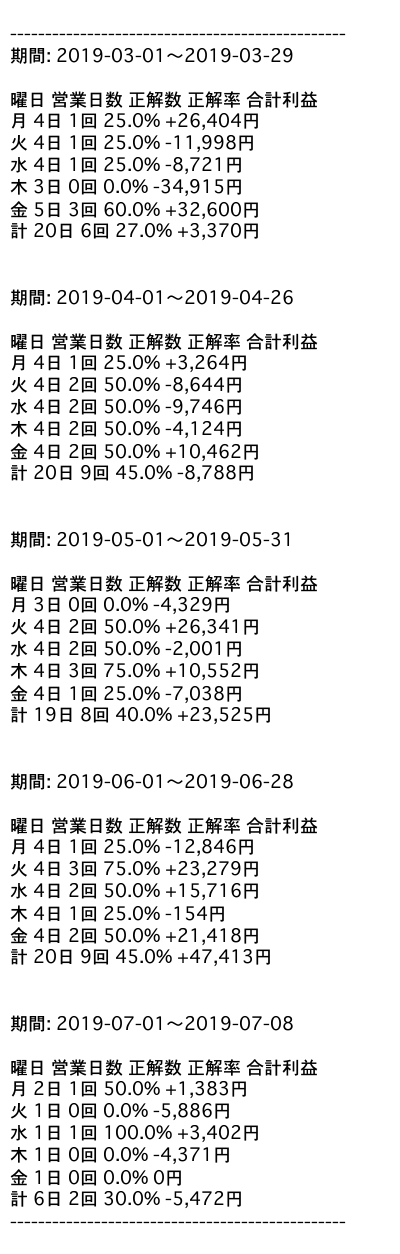 ------------------------------------------------
期間: 2019-03-01～2019-03-29
曜日 営業日数 正解数 正解率 合計利益
月 4日 1回 25.0% +26,404円
火 4日 1回 25.0% -11,998円
水 4日 1回 25.0% -8,721円
木 3日 0回 0.0% -34,915円
金 5日 3回 60.0% +32,600円
計 20日 6回 27.0% +3,370円
期間: 2019-04-01～2019-04-26
曜日 営業日数 正解数 正解率 合計利益
月 4日 1回 25.0% +3,264円
火 4日 2回 50.0% -8,644円
水 4日 2回 50.0% -9,746円
木 4日 2回 50.0% -4,124円
金 4日 2回 50.0% +10,462円
計 20日 9回 45.0% -8,788円
期間: 2019-05-01～2019-05-31
曜日 営業日数 正解数 正解率 合計利益
月 3日 0回 0.0% -4,329円
火 4日 2回 50.0% +26,341円
水 4日 2回 50.0% -2,001円
木 4日 3回 75.0% +10,552円
金 4日 1回 25.0% -7,038円
計 19日 8回 40.0% +23,525円
期間: 2019-06-01～2019-06-28
曜日 営業日数 正解数 正解率 合計利益
月 4日 1回 25.0% -12,846円
火 4日 3回 75.0% +23,279円
水 4日 2回 50.0% +15,716円
木 4日 1回 25.0% -154円
金 4日 2回 50.0% +21,418円
計 20日 9回 45.0% +47,413円
期間: 2019-07-01～2019-07-08
曜日 営業日数 正解数 正解率 合計利益
月 2日 1回 50.0% +1,383円
火 1日 0回 0.0% -5,886円
水 1日 1回 100.0% +3,402円
木 1日 0回 0.0% -4,371円
金 1日 0回 0.0% 0円
計 6日 2回 30.0% -5,472円
------------------------------------------------